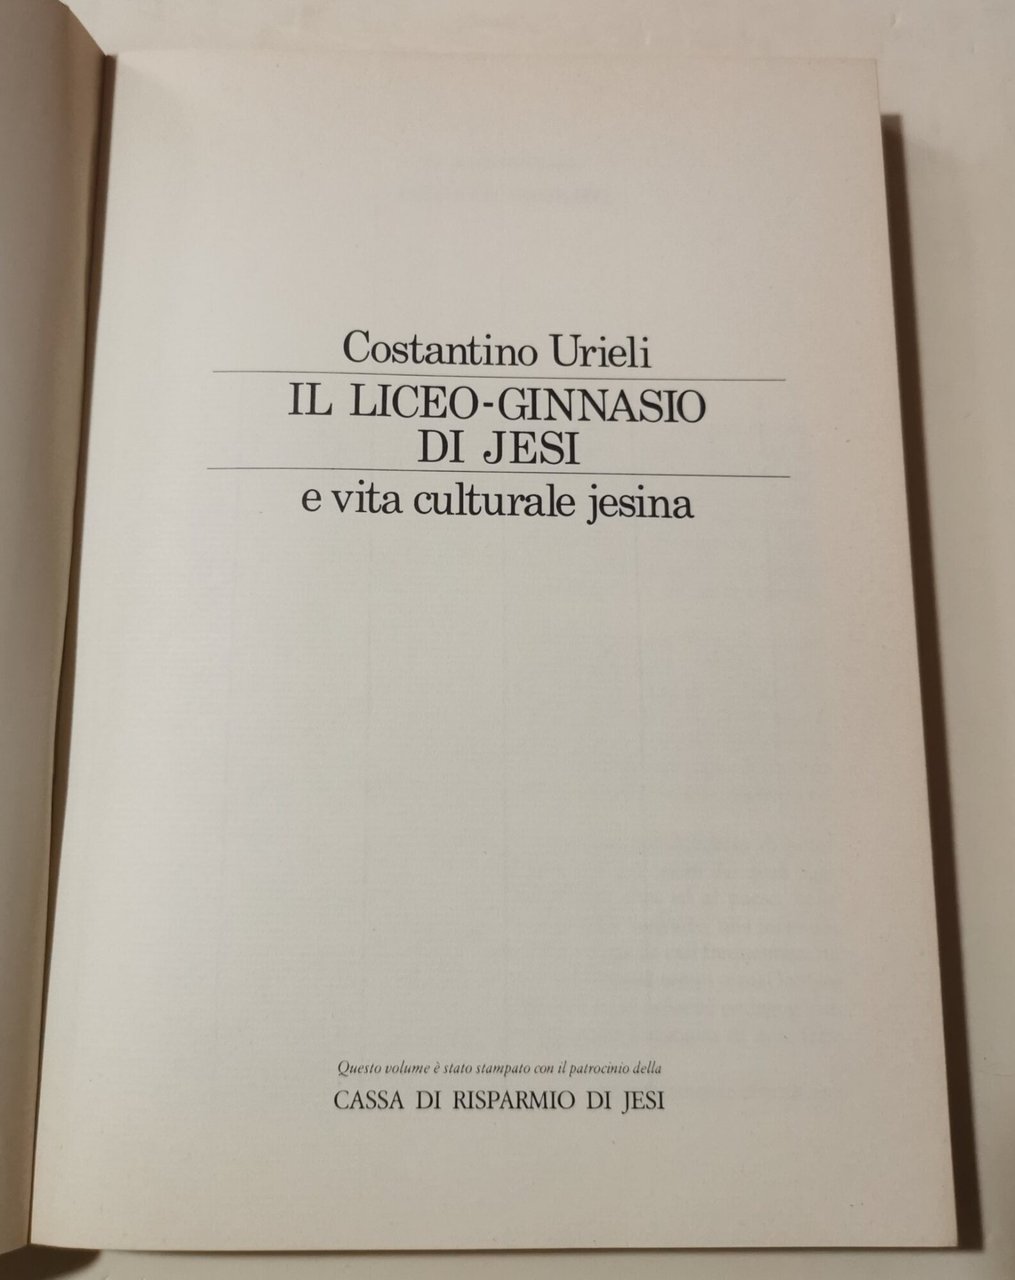 Costantino Urieli
IL LICEO-GINNASIO
DI JESI
e vita culturale jesina
Questo volume è stato stampato con il patrocinio della
CASSA DI RISPARMIO DI JESI